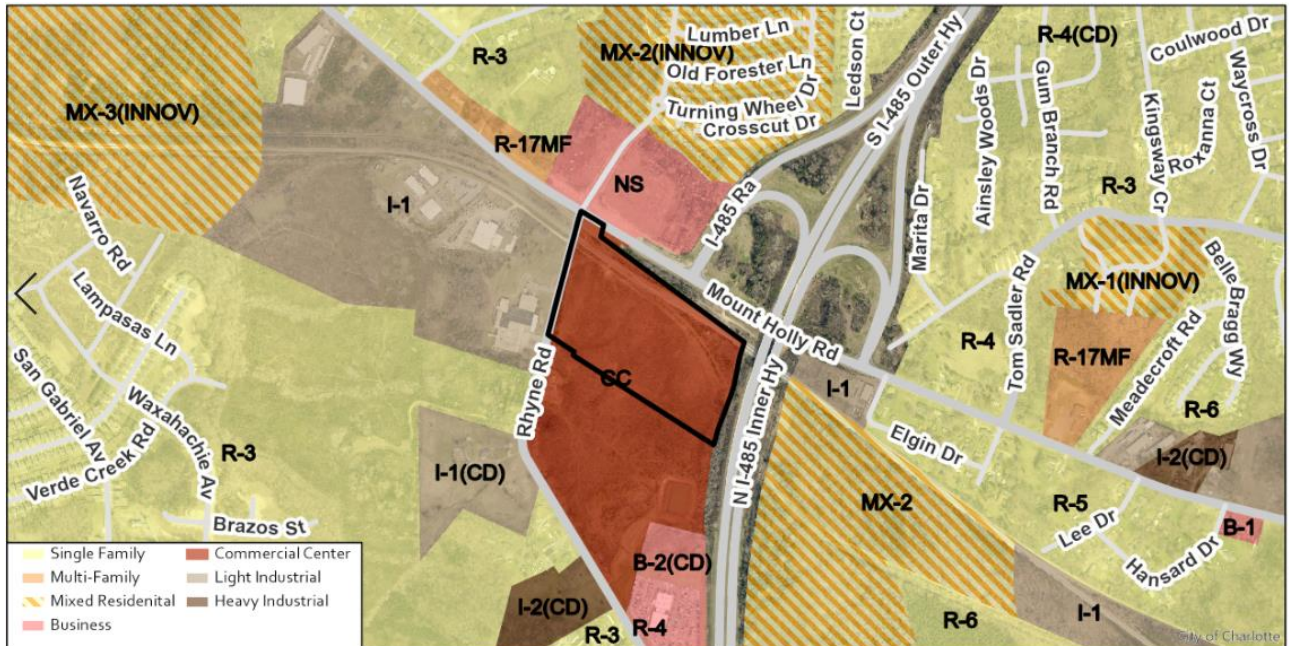 Lumber Ln
R-3
MX-2(INNOV)
Old Forester Ln
Turning Wheel Dr
Crosscut Dr
Ledson Ct
S I-485 Outer Hy
R-4(CD)
Coulwood Dr
Ainsley Woods Dr
Gum Branch Rd
Kingsway Cr
Roxanna Ct
Waycross Dr
MX-3(INNOV)
R-17MF
NS
I-485 Ra
Marita Dr
R-3
Navarro Rd
I-1
Tom Sadler Rd
MX-1(INNOV)
Belle Bragg Wy
Lampasas Ln
Mount Holly Rd
R-4
R-17MF
Meadecroft Rd
San Gabriel Av
Waxahachie Av
Rhyne Rd
CC
I-1
R-6
Verde Creek Rd
R-3
I-1(CD)
N I-485 Inner Hy
Elgin Dr
I-2(CD)
Brazos St
MX-2
R-5
Lee Dr
Hansard Dr
B-1
B-2(CD)
I-2(CD)
R-3
R-4
R-6
I-1
Single Family
Multi-Family
Mixed Residenital
Business
Commercial Center
Light Industrial
Heavy Industrial
City of Charlotte